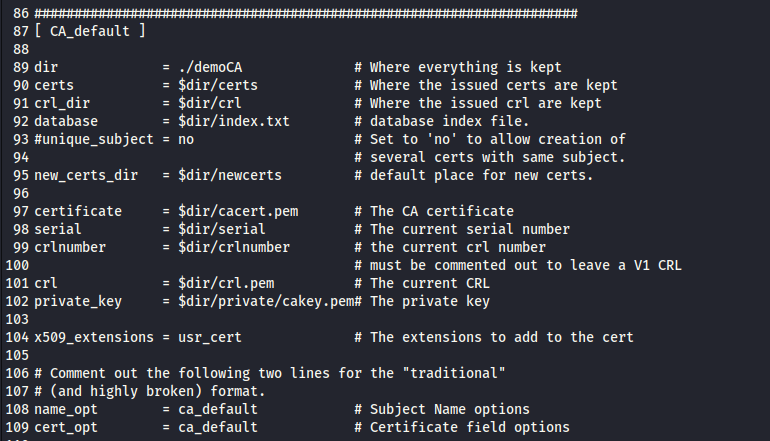 86 ####################################################################
87 [ CA_default ]
88
89 dir             = ./demoCA              # Where everything is kept
90 certs           = $dir/certs            # Where the issued certs are kept
91 crl_dir         = $dir/crl              # Where the issued crl are kept
92 database        = $dir/index.txt        # database index file.
93 #unique_subject = no                    # Set to 'no' to allow creation of
94                                         # several certs with same subject.
95 new_certs_dir   = $dir/newcerts         # default place for new certs.
96
97 certificate     = $dir/cacert.pem       # The CA certificate
98 serial          = $dir/serial           # The current serial number
99 crlnumber       = $dir/crlnumber        # the current crl number
100                                         # must be commented out to leave a V1 CRL
101 crl             = $dir/crl.pem          # The current CRL
102 private_key     = $dir/private/cakey.pem# The private key
103
104 x509_extensions = usr_cert              # The extensions to add to the cert
105
106 # Comment out the following two lines for the "traditional"
107 # (and highly broken) format.
108 name_opt        = ca_default            # Subject Name options
109 cert_opt        = ca_default            # Certificate field options